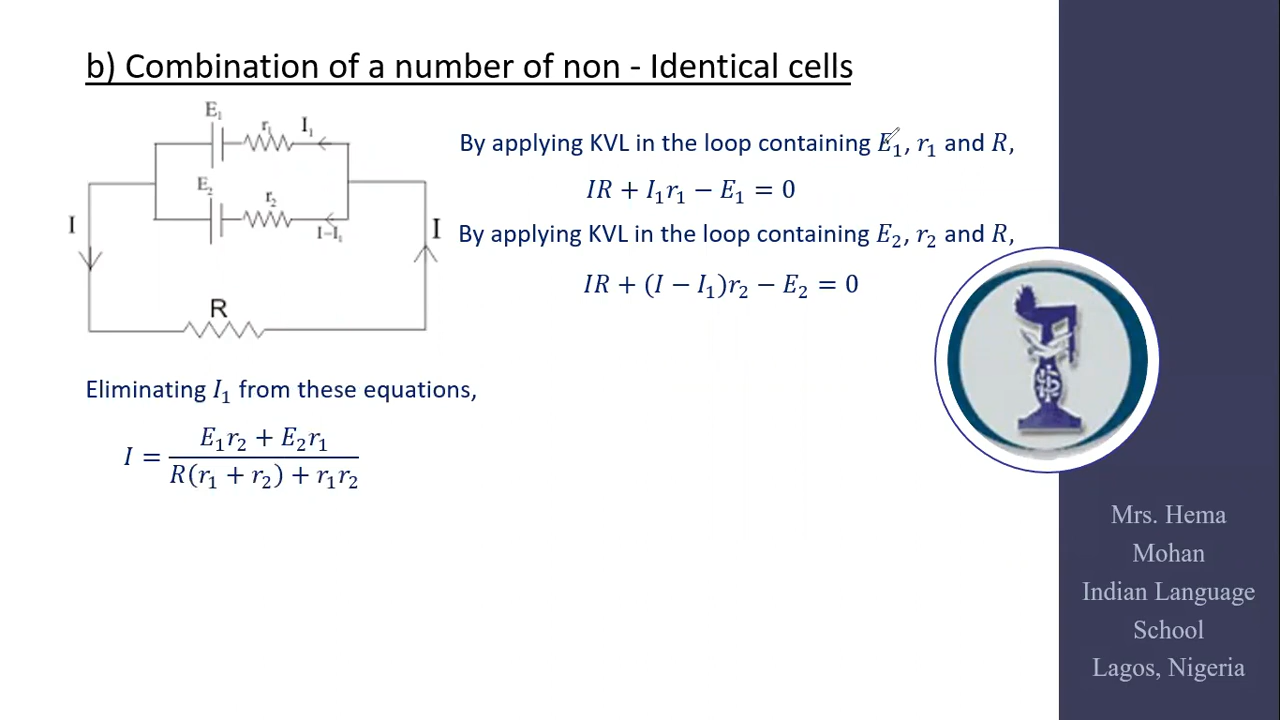 b) Combination of a number of non - Identical cells
E₁
r₁
I₁
E₂
r₂
I–I₁
I
I
R
By applying KVL in the loop containing E₁, r₁ and R,
IR + I₁r₁ − E₁ = 0
By applying KVL in the loop containing E₂, r₂ and R,
IR + (I − I₁)r₂ − E₂ = 0
Eliminating I₁ from these equations,
I = (E₁r₂ + E₂r₁) / (R(r₁ + r₂) + r₁r₂)
Mrs. Hema
Mohan
Indian Language
School
Lagos, Nigeria